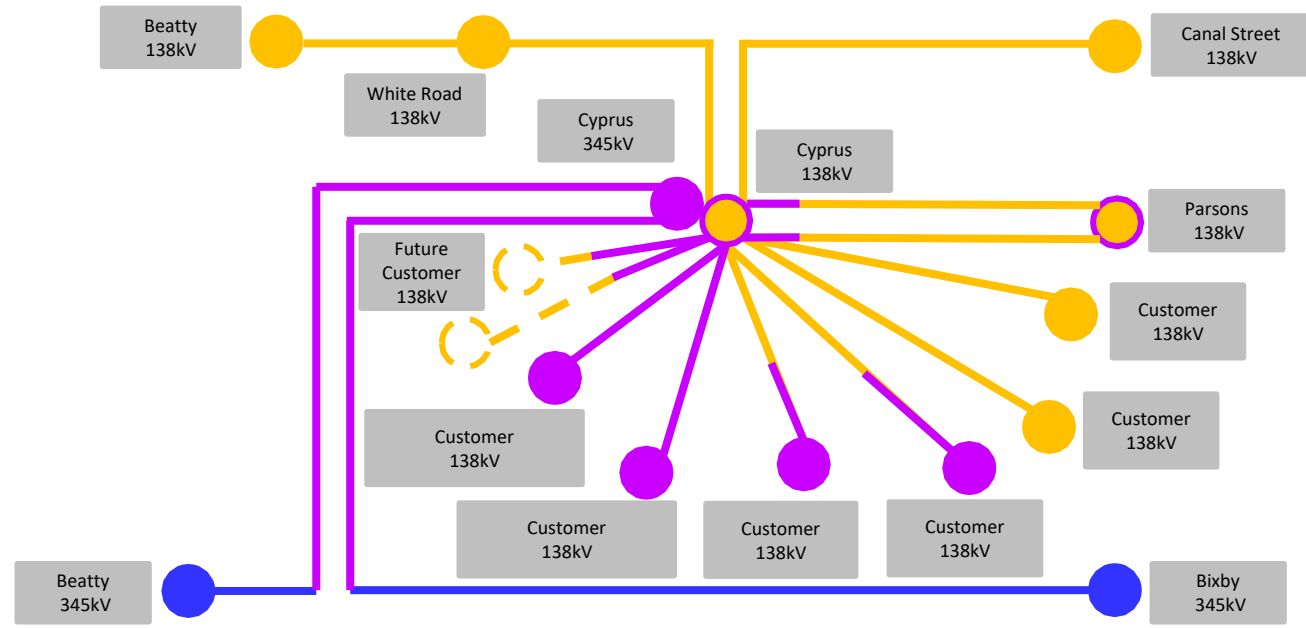 Beatty
138kV
Canal Street
138kV
White Road
138kV
Cyprus
345kV
Cyprus
138kV
Parsons
138kV
Future
Customer
138kV
Customer
138kV
Customer
138kV
Customer
138kV
Customer
138kV
Customer
138kV
Customer
138kV
Beatty
345kV
Bixby
345kV